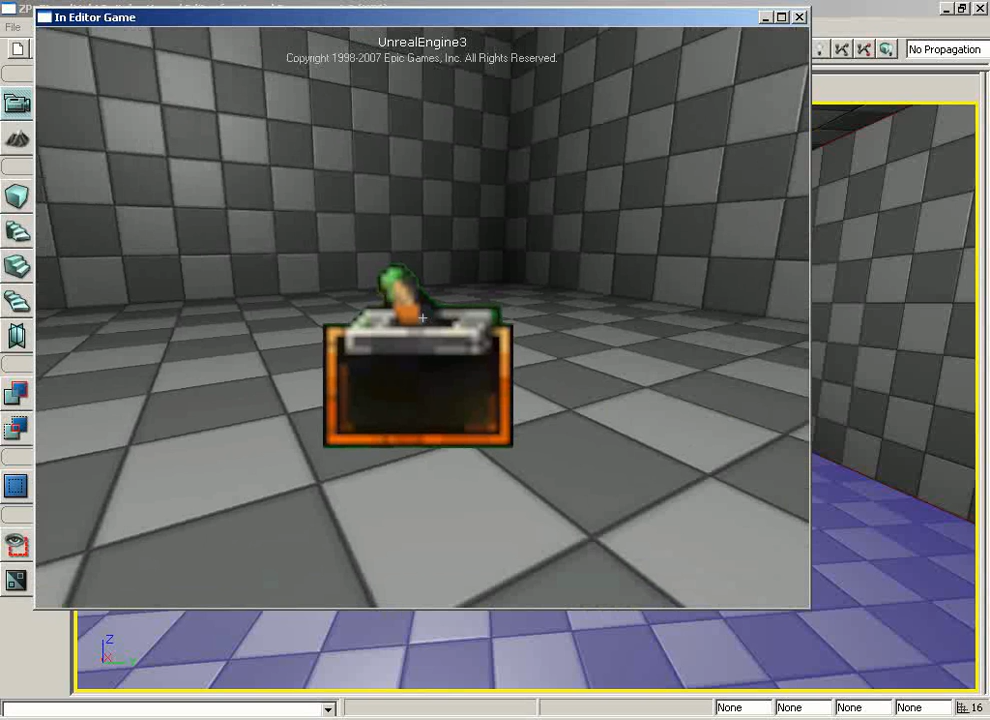 In Editor Game
File
UnrealEngine3
Copyright 1998-2007 Epic Games, Inc. All Rights Reserved.
No Propagation
Z
X
Y
None
None
None
None
16